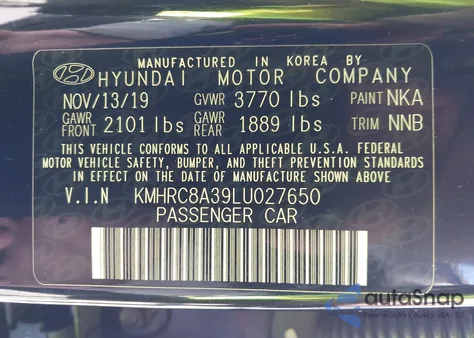 MANUFACTURED IN KOREA BY
HYUNDAI MOTOR COMPANY
NOV/13/19 GVWR 3770 lbs PAINT NKA
GAWR FRONT 2101 lbs GAWR REAR 1889 lbs TRIM NNB
THIS VEHICLE CONFORMS TO ALL APPLICABLE U.S.A. FEDERAL
MOTOR VEHICLE SAFETY, BUMPER, AND THEFT PREVENTION STANDARDS
IN EFFECT ON THE DATE OF MANUFACTURE SHOWN ABOVE.
V.I.N KMHRC8A39LU027650
PASSENGER CAR
autoSnap